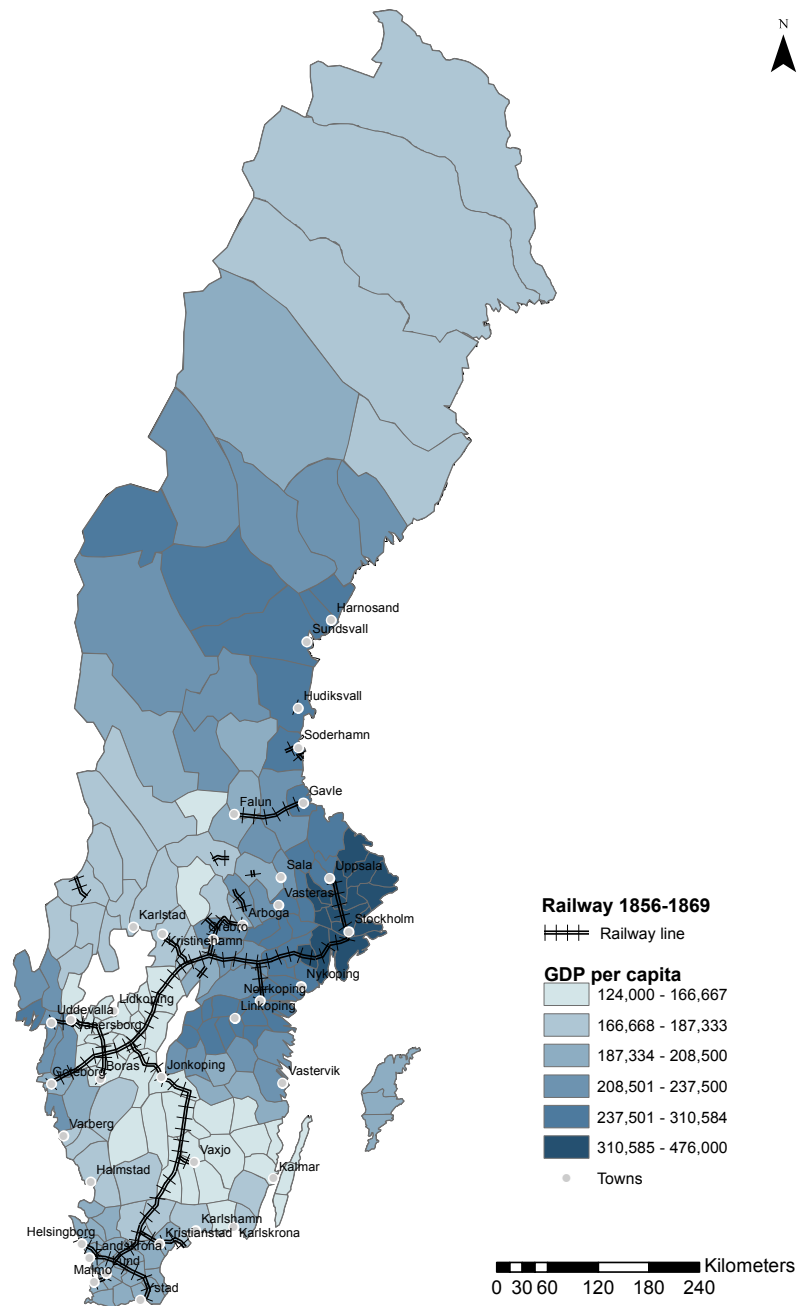 N
Harnosand
Sundsvall
Hudiksvall
Soderhamn
Gavle
Falun
Sala
Uppsala
Vasteras
Karlstad
Arboga
Stockholm
Orebro
Kristinehamn
Nykoping
Norrkoping
Lidkoping
Uddevalla
Linkoping
Vanersborg
Boras
Jonkoping
Goteborg
Vastervik
Varberg
Vaxjo
Halmstad
Kalmar
Karlshamn
Helsingborg
Kristianstad
Karlskrona
Landskrona
Lund
Malmo
Ystad
Railway 1856-1869
Railway line
GDP per capita
124,000 - 166,667
166,668 - 187,333
187,334 - 208,500
208,501 - 237,500
237,501 - 310,584
310,585 - 476,000
Towns
Kilometers
0 30 60 120 180 240